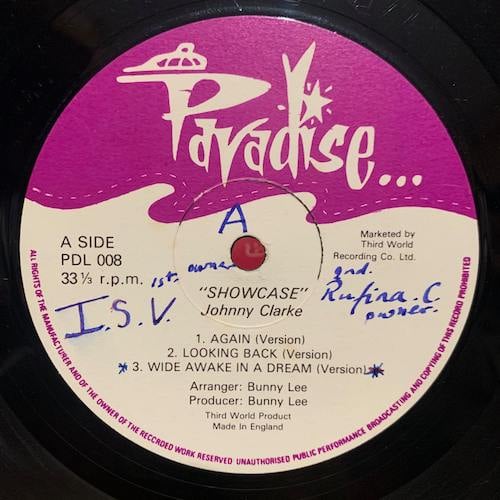 Paradise...
A
A SIDE
PDL 008
33⅓ r.p.m.
Marketed by
Third World
Recording Co. Ltd.
1st. owner
I.S.V.
2nd.
Rufina. C
owner.
"SHOWCASE"
Johnny Clarke
1. AGAIN (Version)
2. LOOKING BACK (Version)
*3. WIDE AWAKE IN A DREAM (Version)*
Arranger: Bunny Lee
Producer: Bunny Lee
Third World Product
Made In England
ALL RIGHTS OF THE MANUFACTURER AND OF THE OWNER OF THE RECCRDED WORK RESERVED UNAUTHORISED PUBLIC PERFORMANCE BROADCASTING AND COPYING OF THIS RECORD PROHIBITED